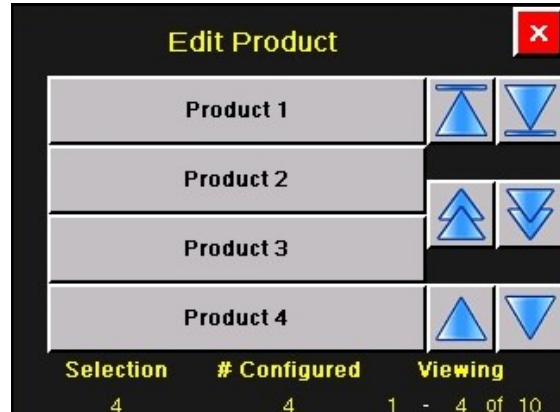 Edit Product
X
Product 1
Product 2
Product 3
Product 4
Selection # Configured Viewing
4 4 1 - 4 of 10